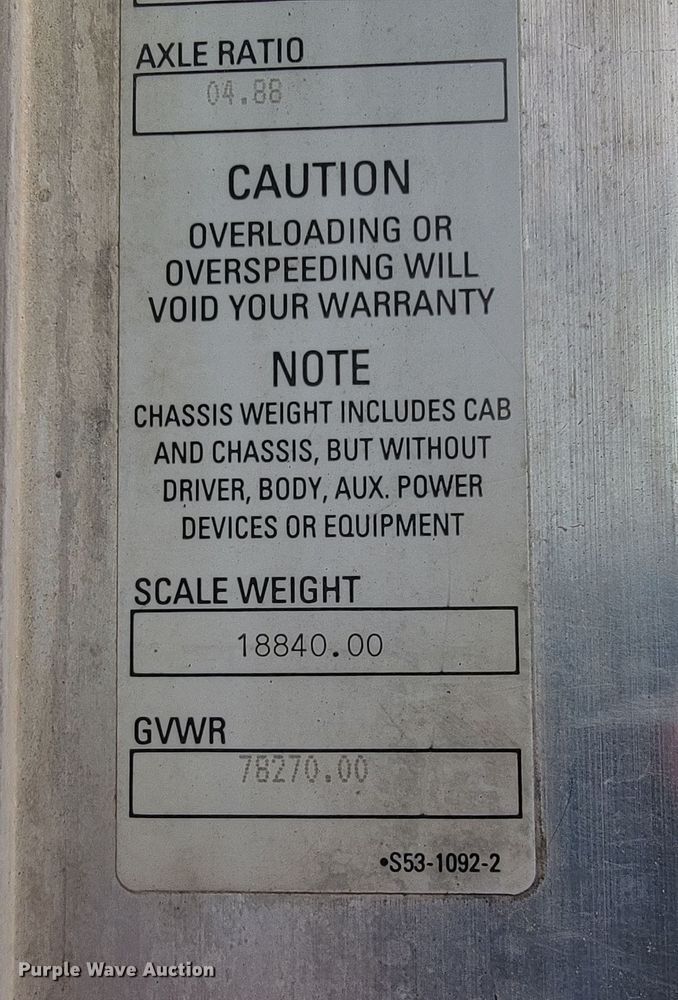 AXLE RATIO
04.88
CAUTION
OVERLOADING OR
OVERSPEEDING WILL
VOID YOUR WARRANTY
NOTE
CHASSIS WEIGHT INCLUDES CAB
AND CHASSIS, BUT WITHOUT
DRIVER, BODY, AUX. POWER
DEVICES OR EQUIPMENT
SCALE WEIGHT
18840.00
GVWR
78270.00
•S53-1092-2
Purple Wave Auction